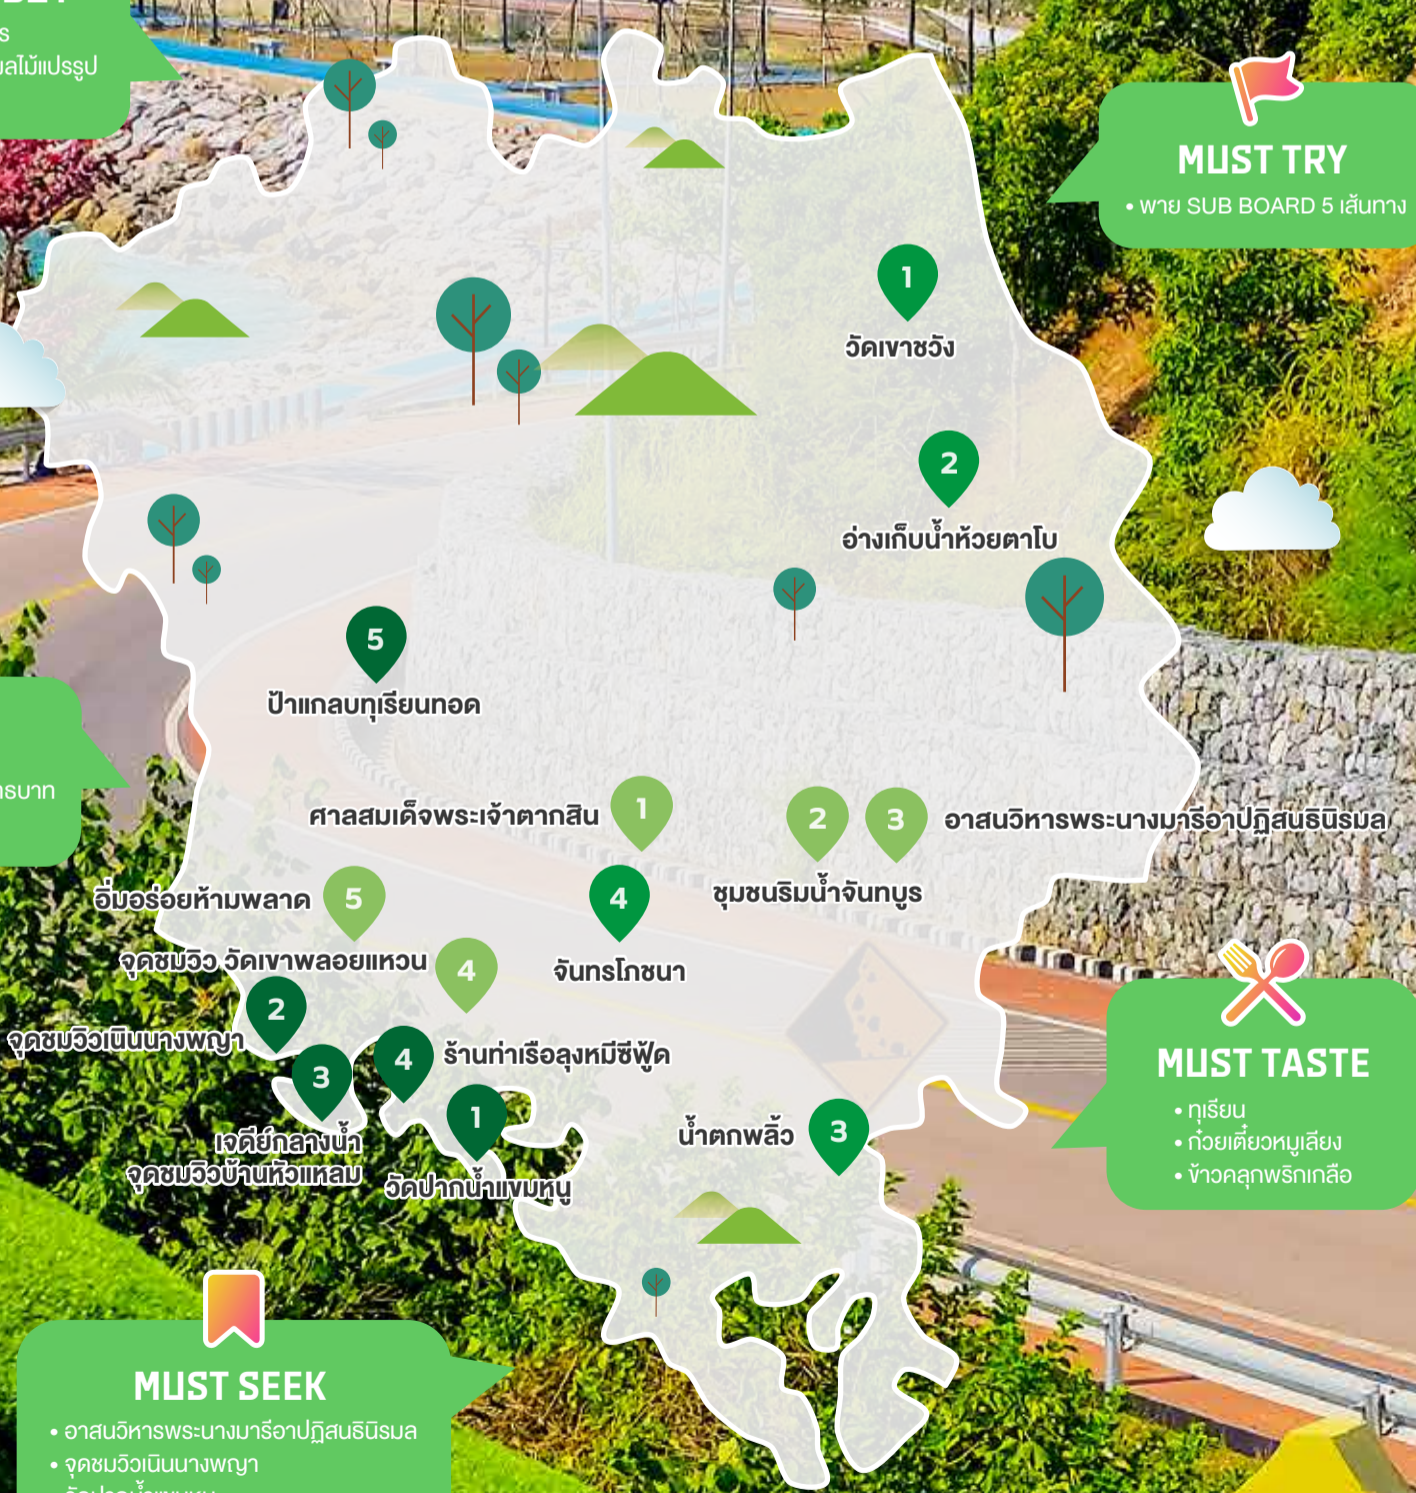 ลไม้แปรรูป
MUST TRY
• พาย SUB BOARD 5 เส้นทาง
1
วัดเขาชวัง
2
อ่างเก็บน้ำห้วยตาโบ
5
ป้าแกลบทุเรียนทอด
ศาลสมเด็จพระเจ้าตากสิน 1
2 3 อาสนวิหารพระนางมารีอาปฏิสนธินิรมล
ชุมชนริมน้ำจันทบูร
อิ่มอร่อยห้ามพลาด 5
4
จันทรโภชนา
จุดชมวิว วัดเขาพลอยแหวน 4
2
จุดชมวิวเนินนางพญา
3
4 ร้านท่าเรือลุงหมีซีฟู้ด
เจดีย์กลางน้ำ
จุดชมวิวบ้านหัวแหลม
1
วัดปากน้ำแขมหนู
น้ำตกพลิ้ว 3
MUST TASTE
• ทุเรียน
• ก๋วยเตี๋ยวหมูเลียง
• ข้าวคลุกพริกเกลือ
MUST SEEK
• อาสนวิหารพระนางมารีอาปฏิสนธินิรมล
• จุดชมวิวเนินนางพญา